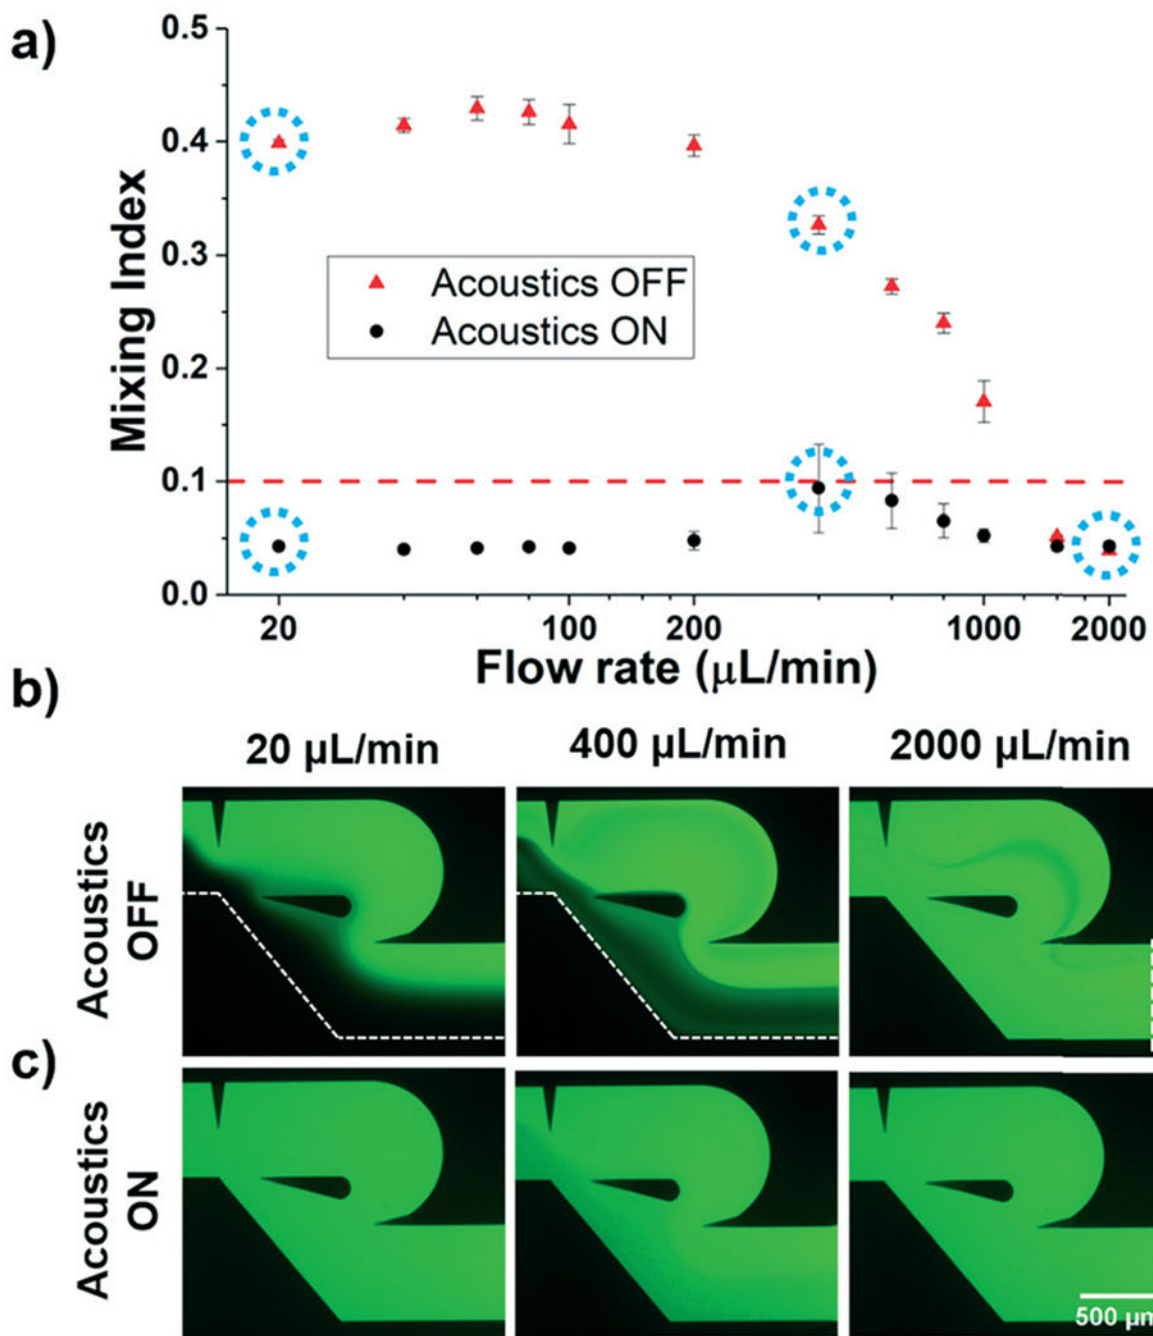 a)
0.5
0.4
0.3
0.2
0.1
0.0
Mixing Index
Acoustics OFF
Acoustics ON
20
100
200
1000
2000
Flow rate (μL/min)
b)
20 µL/min
400 µL/min
2000 µL/min
Acoustics
OFF
c)
Acoustics
ON
500 µm